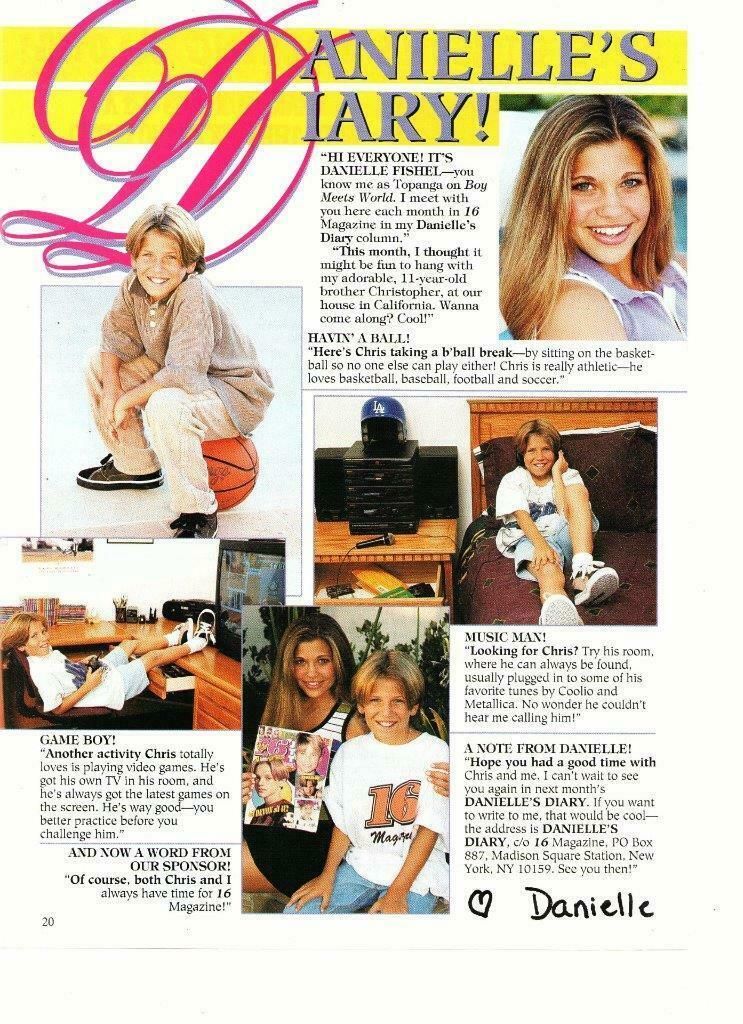 DANIELLE'S
DIARY!
"HI EVERYONE! IT'S
DANIELLE FISHEL—you
know me as Topanga on Boy
Meets World. I meet with
you here each month in 16
Magazine in my Danielle's
Diary column."
"This month, I thought it
might be fun to hang with
my adorable, 11-year-old
brother Christopher, at our
house in California. Wanna
come along? Cool!"
HAVIN' A BALL!
"Here's Chris taking a b'ball break—by sitting on the basket-
ball so no one else can play either! Chris is really athletic—he
loves basketball, baseball, football and soccer."
LA
MUSIC MAN!
"Looking for Chris? Try his room,
where he can always be found,
usually plugged in to some of his
favorite tunes by Coolio and
Metallica. No wonder he couldn't
hear me calling him!"
GAME BOY!
"Another activity Chris totally
loves is playing video games. He's
got his own TV in his room, and
he's always got the latest games on
the screen. He's way good—you
better practice before you
challenge him."
AND NOW A WORD FROM
OUR SPONSOR!
"Of course, both Chris and I
always have time for 16
Magazine!"
16
16
Magazine
A NOTE FROM DANIELLE!
"Hope you had a good time with
Chris and me. I can't wait to see
you again in next month's
DANIELLE'S DIARY. If you want
to write to me, that would be cool—
the address is DANIELLE'S
DIARY, c/o 16 Magazine, PO Box
887, Madison Square Station, New
York, NY 10159. See you then!"
♡ Danielle
20